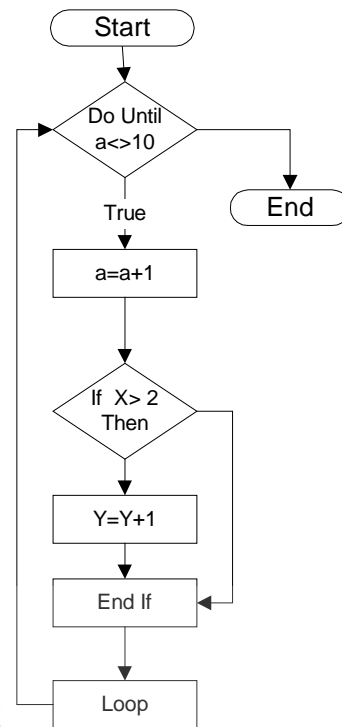 Start
Do Until
a<>10
True
End
a=a+1
If X> 2
Then
Y=Y+1
End If
Loop